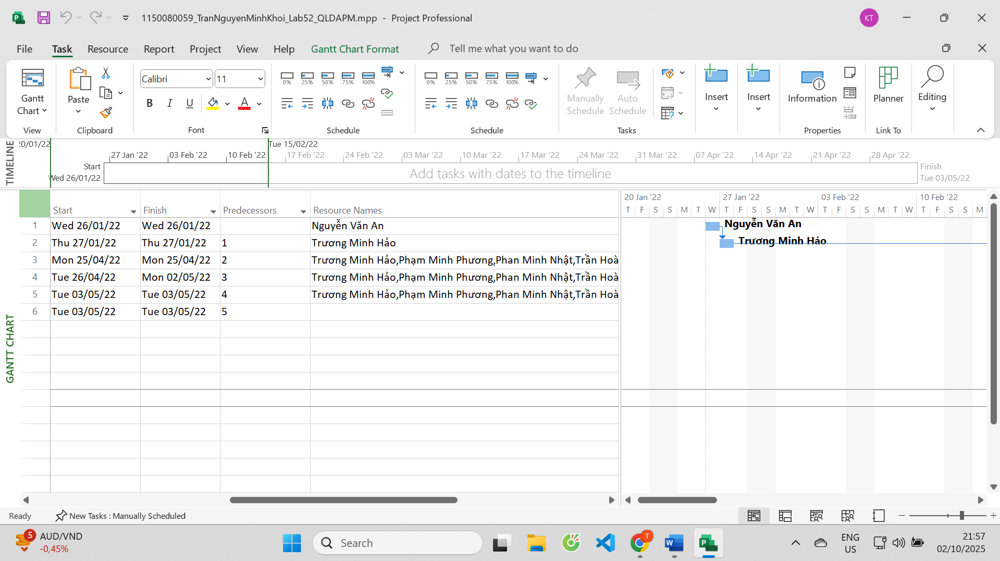 1150080059_TranNguyenMinhKhoi_Lab52_QLDAPM.mpp - Project Professional
KT
File Task Resource Report Project View Help Gantt Chart Format Tell me what you want to do
Gantt
Chart
View
Paste
Clipboard
Calibri 11
B I U A
Font
0% 25% 50% 75% 100%
Schedule
0% 25% 50% 75% 100%
Schedule
Manually
Schedule
Auto
Schedule
Tasks
Insert
Insert
Information
Properties
Planner
Link To
Editing
TIMELINE
20/01/22
Tue 15/02/22
27 Jan '22 03 Feb '22 10 Feb '22 17 Feb '22 24 Feb '22 03 Mar '22 10 Mar '22 17 Mar '22 24 Mar '22 31 Mar '22 07 Apr '22 14 Apr '22 21 Apr '22 28 Apr '22
Start
Wed 26/01/22
Add tasks with dates to the timeline
Finish
Tue 03/05/22
GANTT CHART
Start Finish Predecessors Resource Names
1 Wed 26/01/22 Wed 26/01/22 Nguyễn Văn An
2 Thu 27/01/22 Thu 27/01/22 1 Trương Minh Hảo
3 Mon 25/04/22 Mon 25/04/22 2 Trương Minh Hảo,Phạm Minh Phương,Phan Minh Nhật,Trần Hoà
4 Tue 26/04/22 Mon 02/05/22 3 Trương Minh Hảo,Phạm Minh Phương,Phan Minh Nhật,Trần Hoà
5 Tue 03/05/22 Tue 03/05/22 4 Trương Minh Hảo,Phạm Minh Phương,Phan Minh Nhật,Trần Hoà
6 Tue 03/05/22 Tue 03/05/22 5
20 Jan '22 27 Jan '22 03 Feb '22 10 Feb '22
T F S S M T W T F S S M T W T F S S M T W T F S S M
Nguyễn Văn An
Trương Minh Hảo
Ready New Tasks : Manually Scheduled
5
AUD/VND
-0,45%
Search
T
ENG
US
21:57
02/10/2025